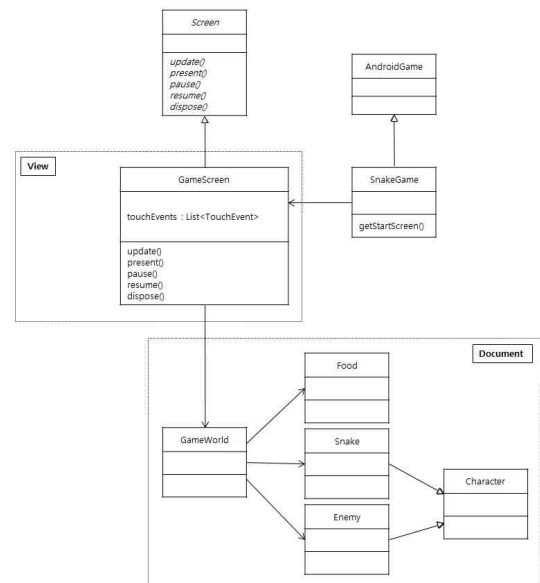 Screen
update()
present()
pause()
resume()
dispose()
AndroidGame
View
GameScreen
touchEvents : List<TouchEvent>
update()
present()
pause()
resume()
dispose()
SnakeGame
getStartScreen()
Document
Food
GameWorld
Snake
Character
Enemy